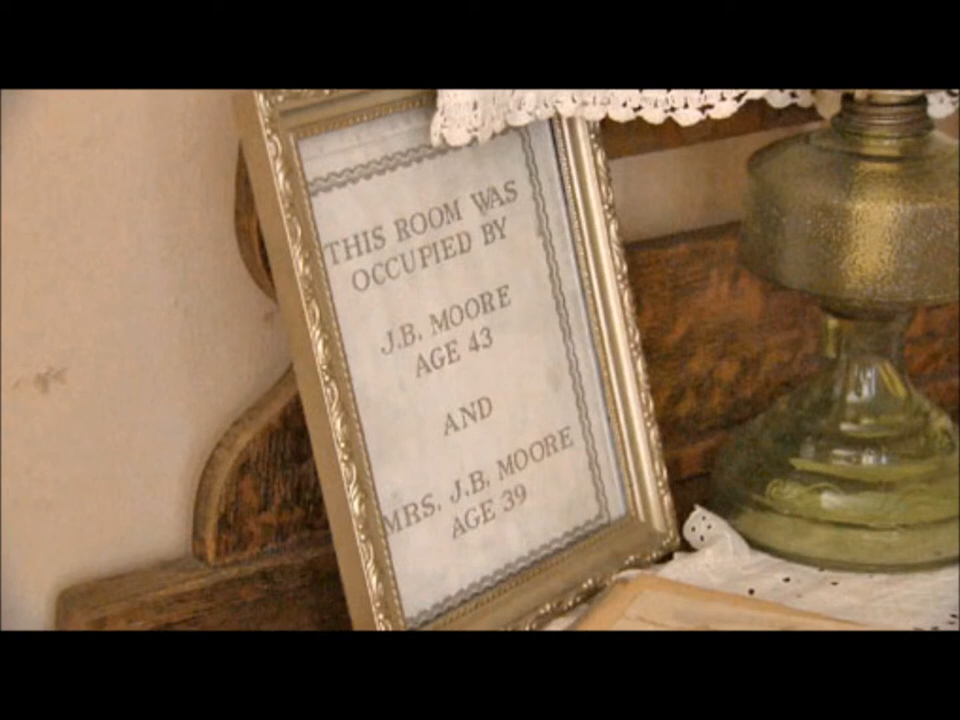 THIS ROOM WAS
OCCUPIED BY
J.B. MOORE
AGE 43
AND
MRS. J.B. MOORE
AGE 39